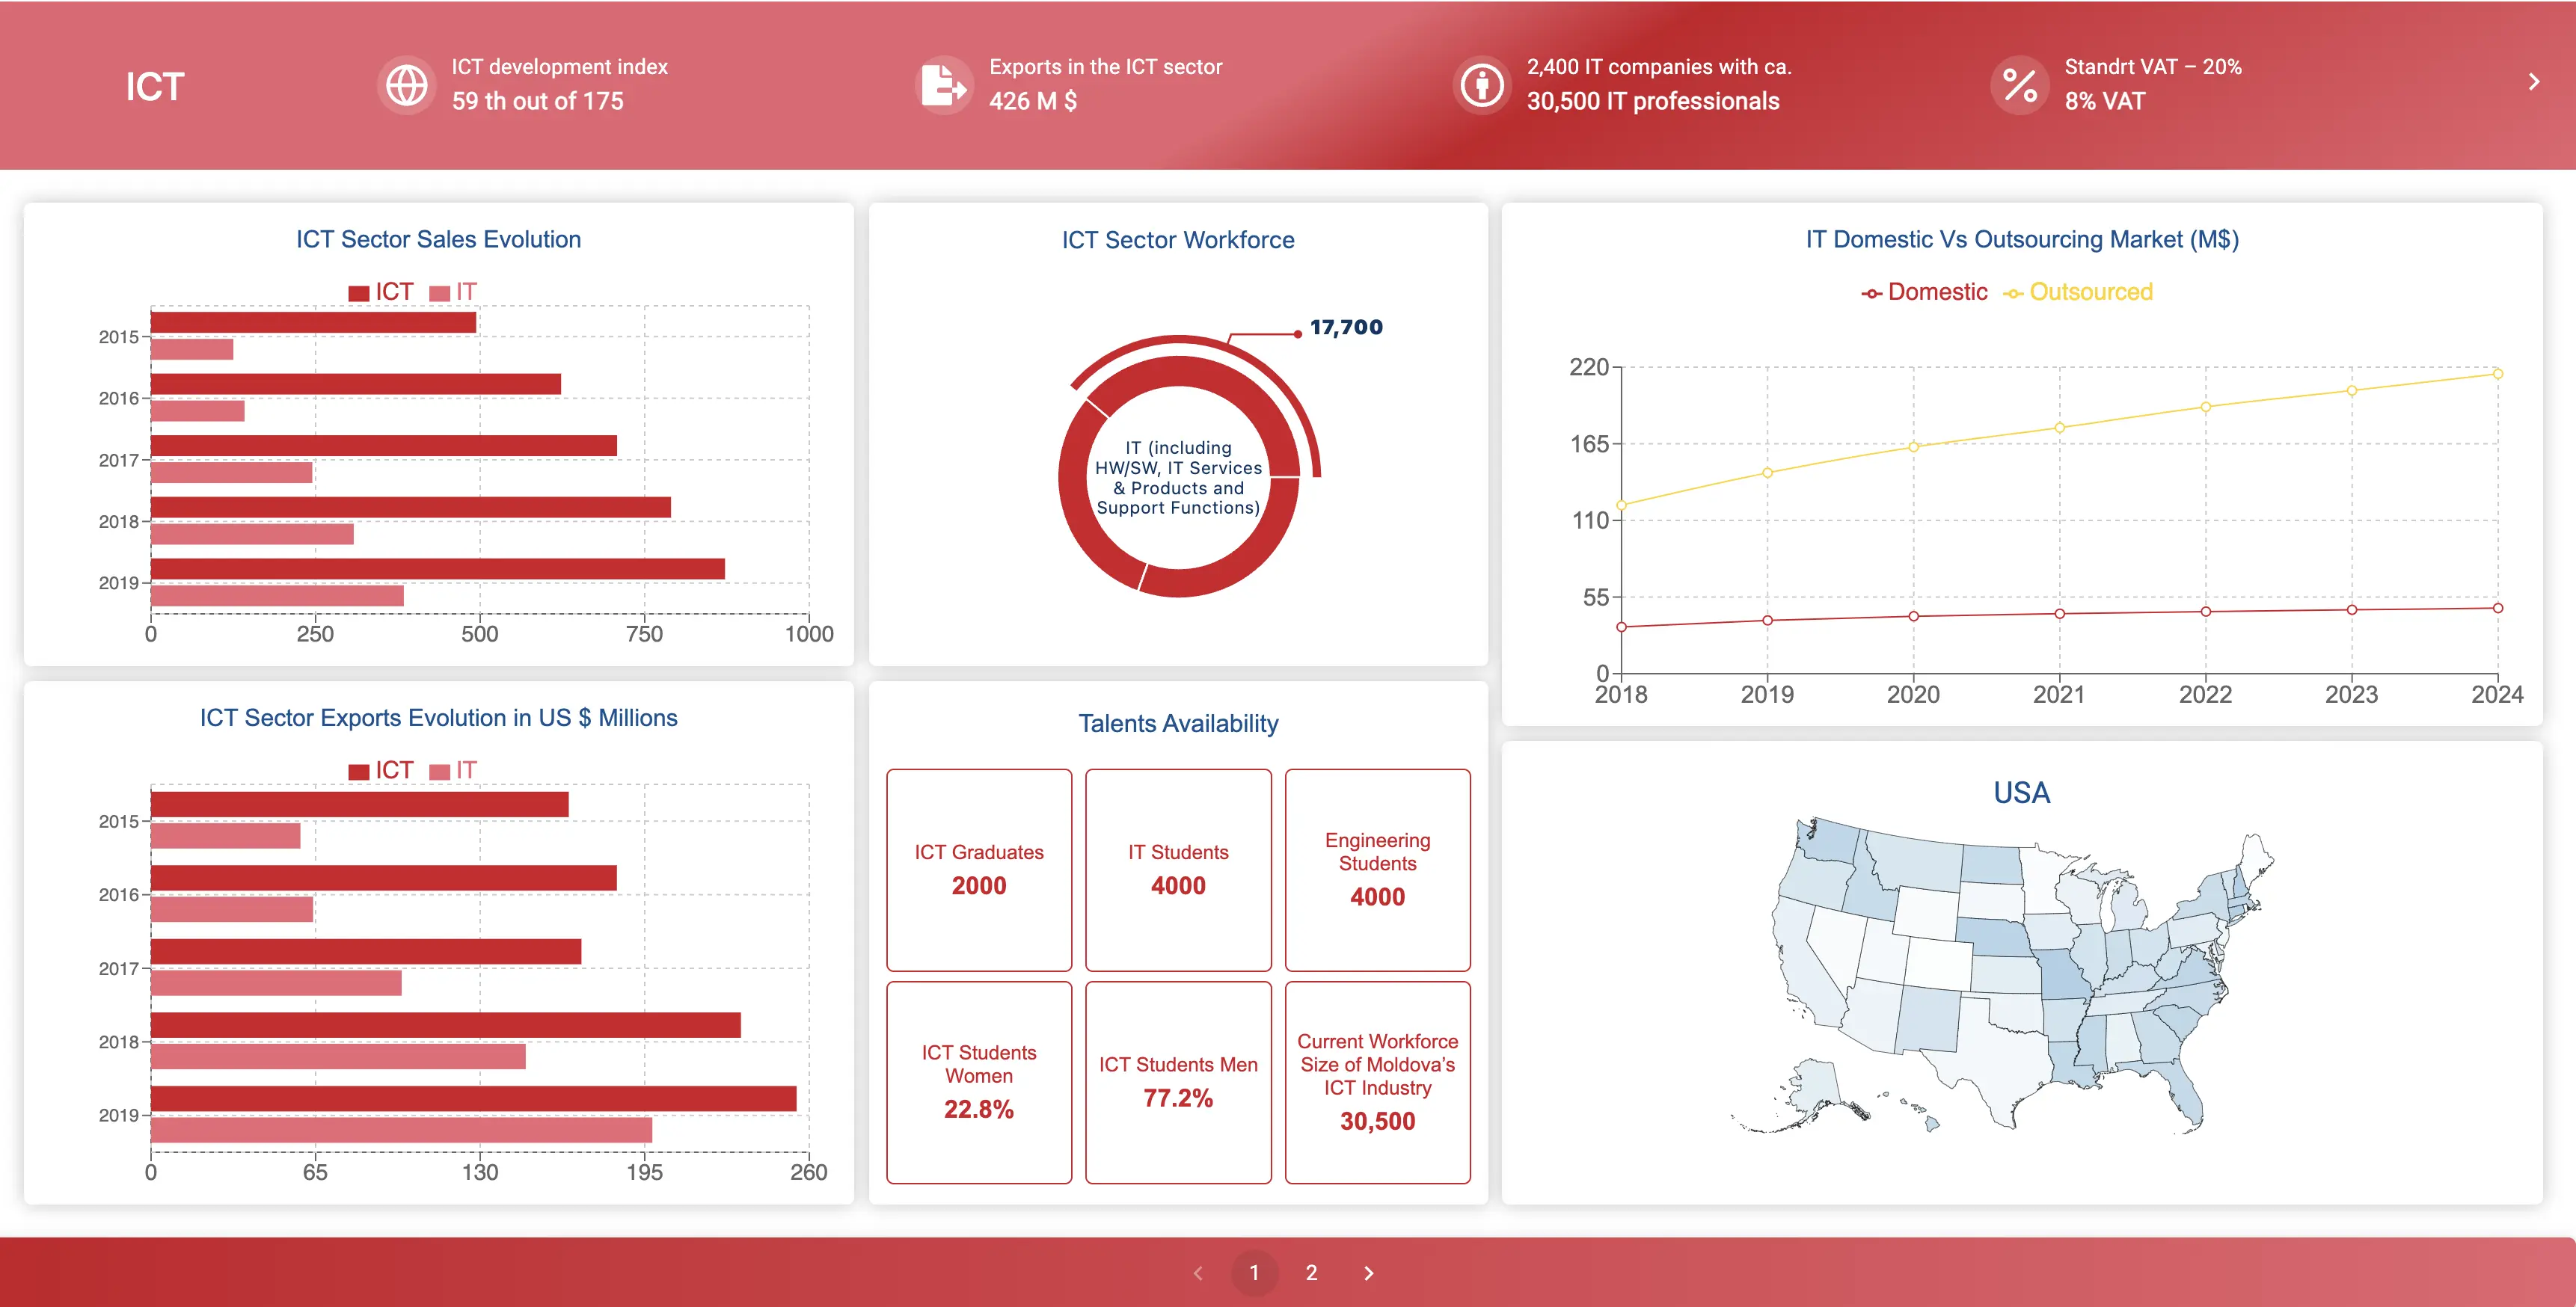 ICT
ICT development index
59 th out of 175
Exports in the ICT sector
426 M $
2,400 IT companies with ca.
30,500 IT professionals
Standrt VAT – 20%
8% VAT
ICT Sector Sales Evolution
ICT IT
2015
2016
2017
2018
2019
0 250 500 750 1000
ICT Sector Workforce
17,700
IT (including
HW/SW, IT Services
& Products and
Support Functions)
IT Domestic Vs Outsourcing Market (M$)
Domestic Outsourced
220
165
110
55
0
2018 2019 2020 2021 2022 2023 2024
ICT Sector Exports Evolution in US $ Millions
ICT IT
2015
2016
2017
2018
2019
0 65 130 195 260
Talents Availability
ICT Graduates
2000
IT Students
4000
Engineering
Students
4000
ICT Students
Women
22.8%
ICT Students Men
77.2%
Current Workforce
Size of Moldova's
ICT Industry
30,500
USA
1 2